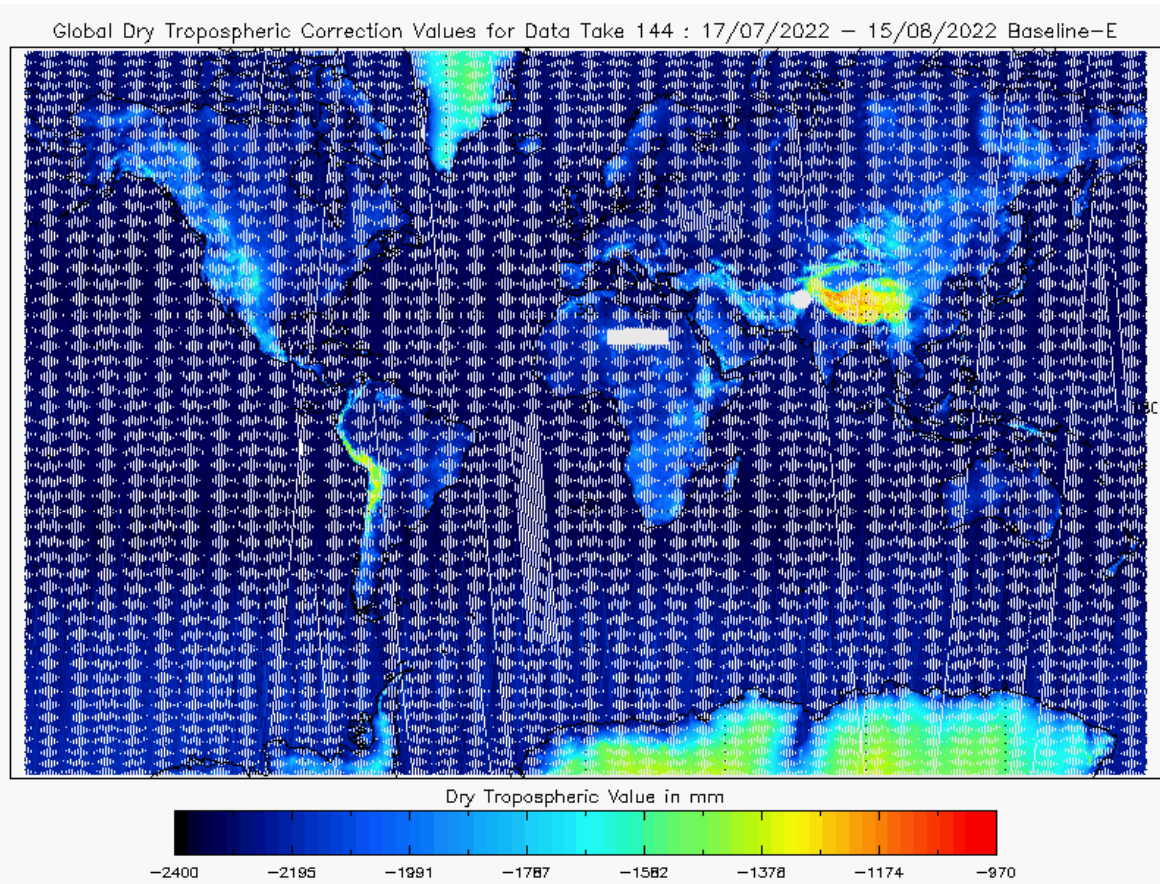 Global Dry Tropospheric Correction Values for Data Take 144 : 17/07/2022 − 15/08/2022 Baseline−E
Dry Tropospheric Value in mm
−2400 −2195 −1991 −1787 −1582 −1378 −1174 −970